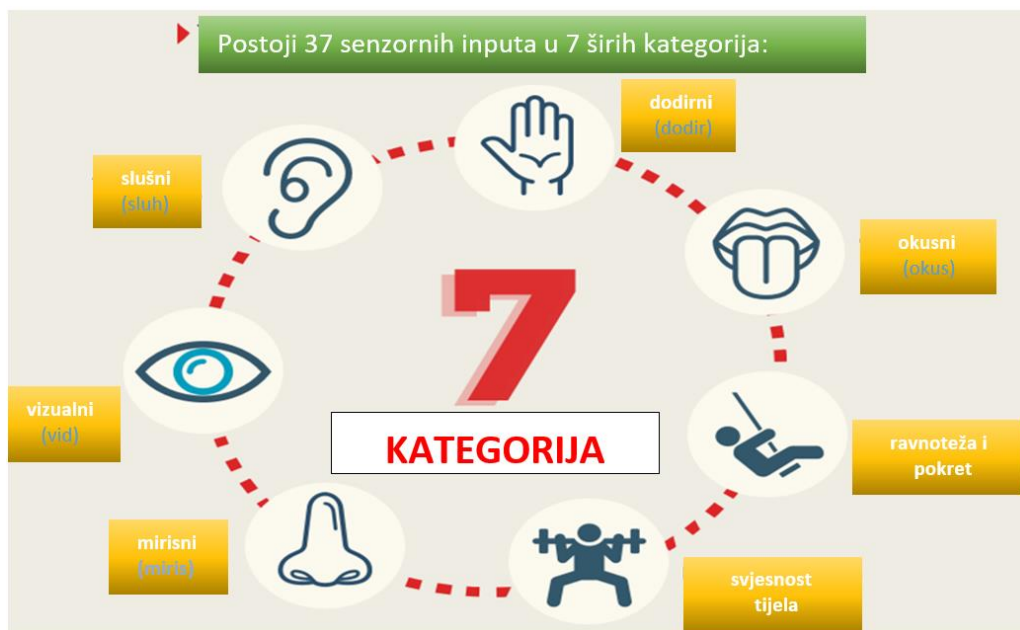 Postoji 37 senzornih inputa u 7 širih kategorija:
dodirni
(dodir)
slušni
(sluh)
okusni
(okus)
7
KATEGORIJA
vizualni
(vid)
ravnoteža i
pokret
mirisni
(miris)
svjesnost
tijela